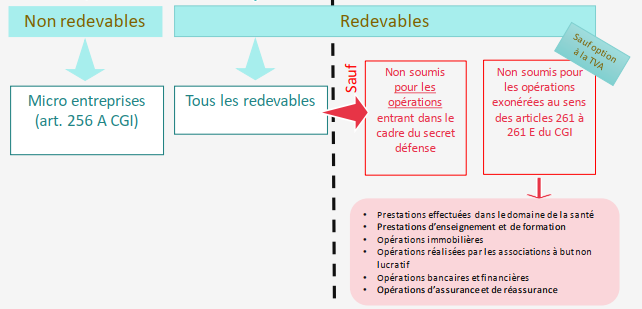 Non redevables
Redevables
Sauf option
à la TVA
Micro entreprises
(art. 256 A CGI)
Tous les redevables
Sauf
Non soumis
pour les
opérations
entrant dans le
cadre du secret
défense
Non soumis pour
les opérations
exonérées au sens
des articles 261 à
261 E du CGI
• Prestations effectuées dans le domaine de la santé
• Prestations d'enseignement et de formation
• Opérations immobilières
• Opérations réalisées par les associations à but non
lucratif
• Opérations bancaires et financières
• Opérations d'assurance et de réassurance